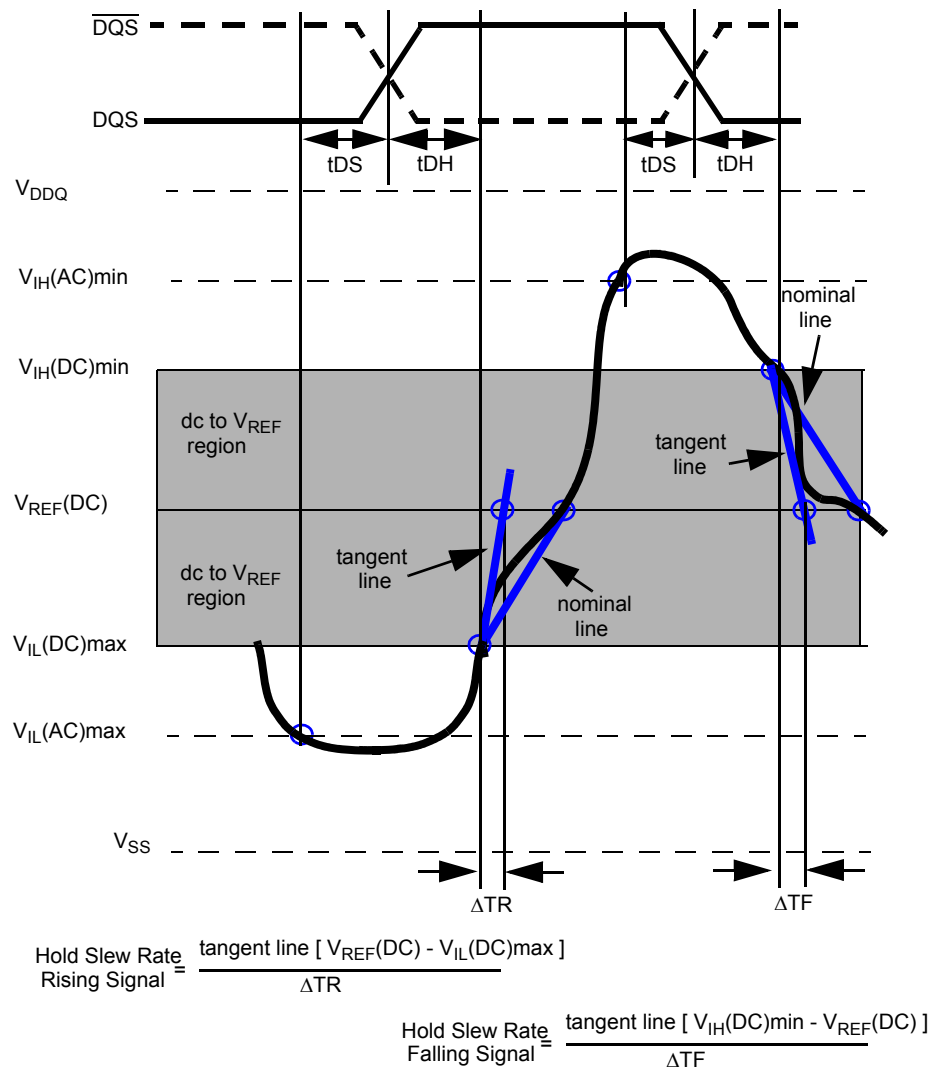 DQS
DQS
tDS
tDH
tDS
tDH
VDDQ
VIH(AC)min
nominal
line
VIH(DC)min
dc to VREF
region
tangent
line
VREF(DC)
tangent
line
dc to VREF
region
nominal
line
VIL(DC)max
VIL(AC)max
VSS
ΔTR
ΔTF
Hold Slew Rate
Rising Signal
=
tangent line [ VREF(DC) - VIL(DC)max ]
ΔTR
Hold Slew Rate
Falling Signal
=
tangent line [ VIH(DC)min - VREF(DC) ]
ΔTF